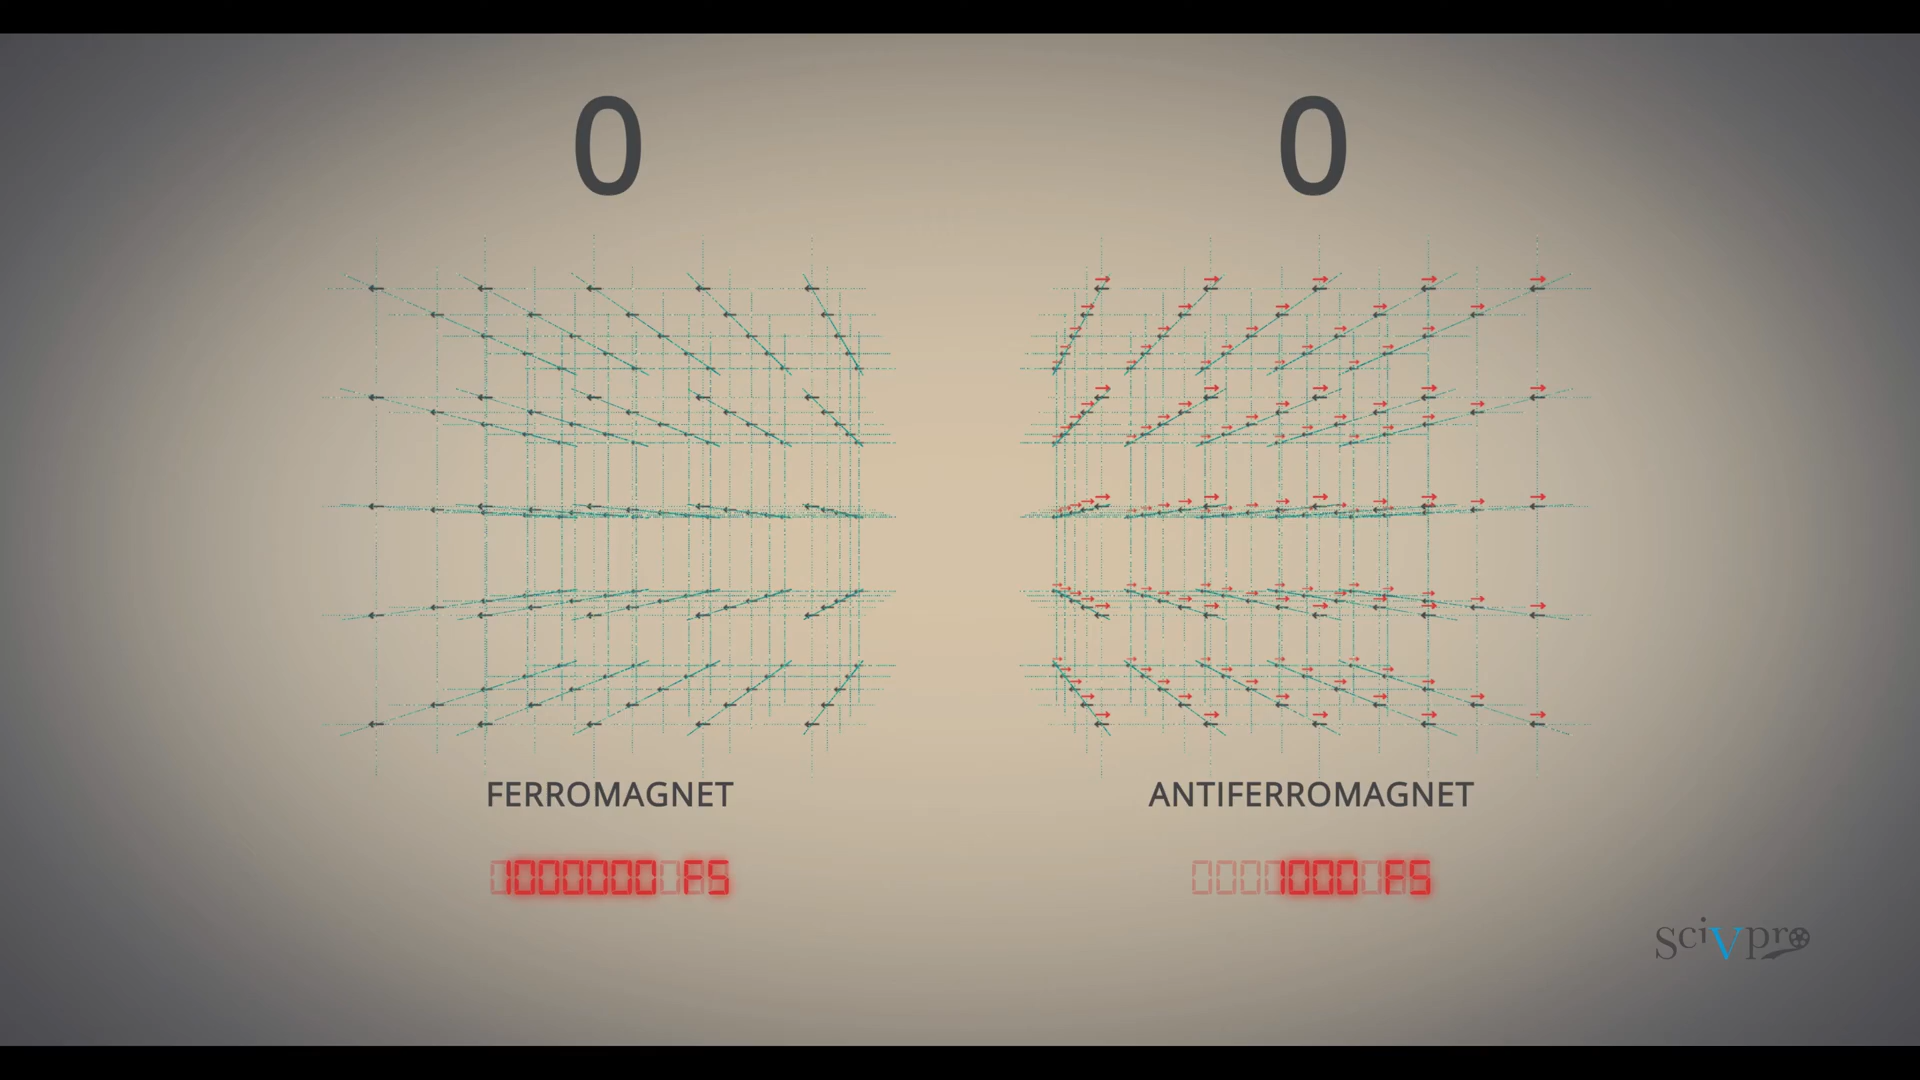 0
0
FERROMAGNET
ANTIFERROMAGNET
1000000 FS
1000 FS
sciVpro